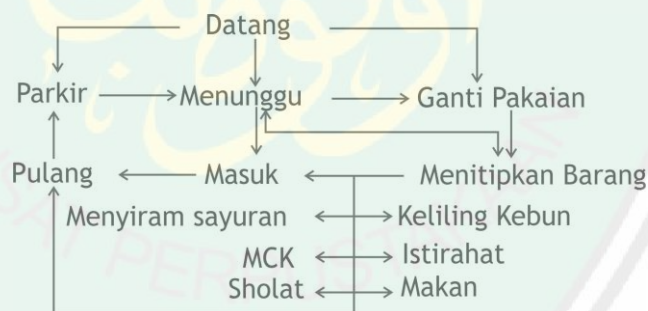 Datang
Parkir Menunggu Ganti Pakaian
Pulang Masuk Menitipkan Barang
Menyiram sayuran Keliling Kebun
MCK Istirahat
Sholat Makan